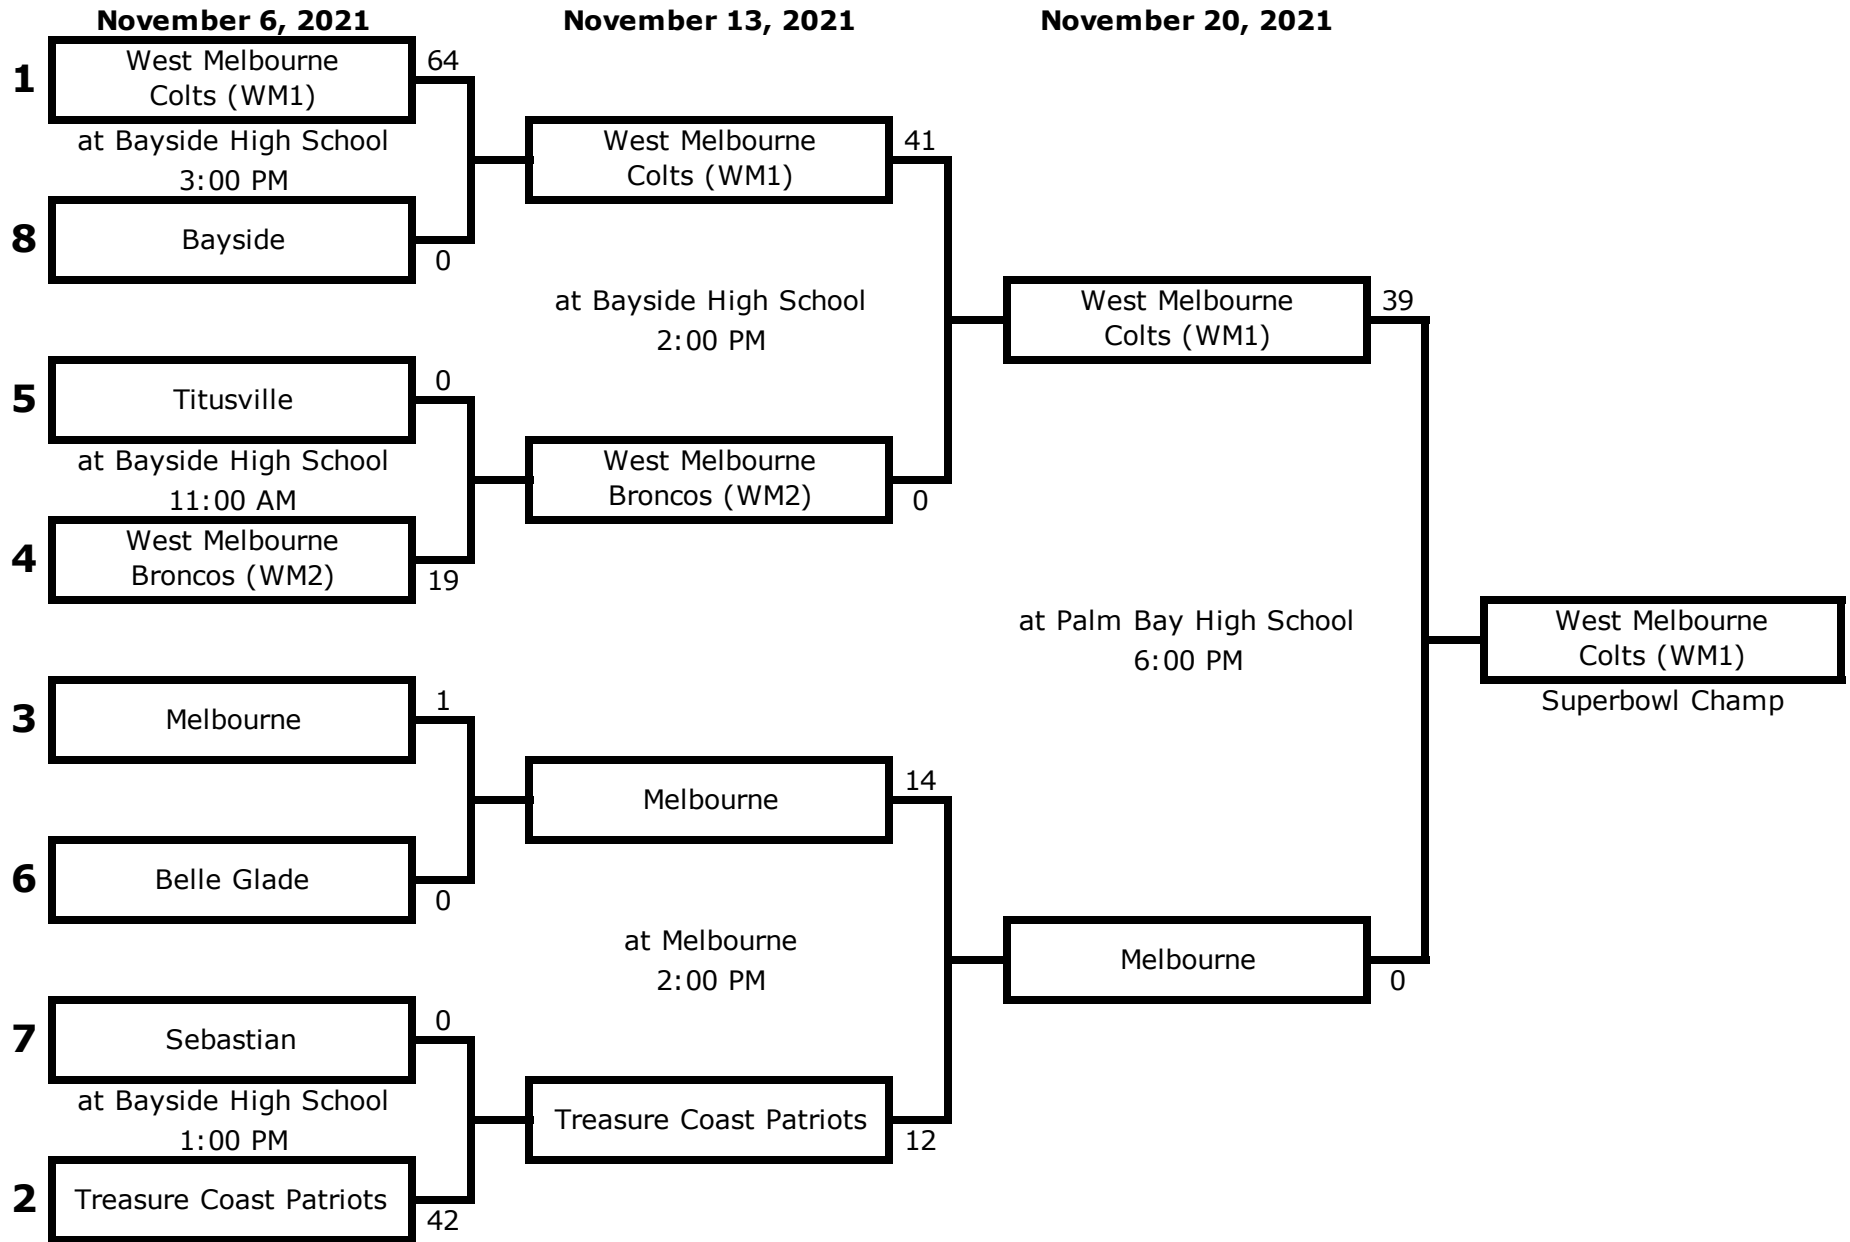 November 6, 2021
November 13, 2021
November 20, 2021
1
West Melbourne
Colts (WM1)
64
at Bayside High School
3:00 PM
8
Bayside
0
5
Titusville
0
at Bayside High School
11:00 AM
4
West Melbourne
Broncos (WM2)
19
3
Melbourne
1
6
Belle Glade
0
7
Sebastian
0
at Bayside High School
1:00 PM
2
Treasure Coast Patriots
42
West Melbourne
Colts (WM1)
41
at Bayside High School
2:00 PM
West Melbourne
Broncos (WM2)
0
Melbourne
14
at Melbourne
2:00 PM
Treasure Coast Patriots
12
West Melbourne
Colts (WM1)
39
at Palm Bay High School
6:00 PM
Melbourne
0
West Melbourne
Colts (WM1)
Superbowl Champ